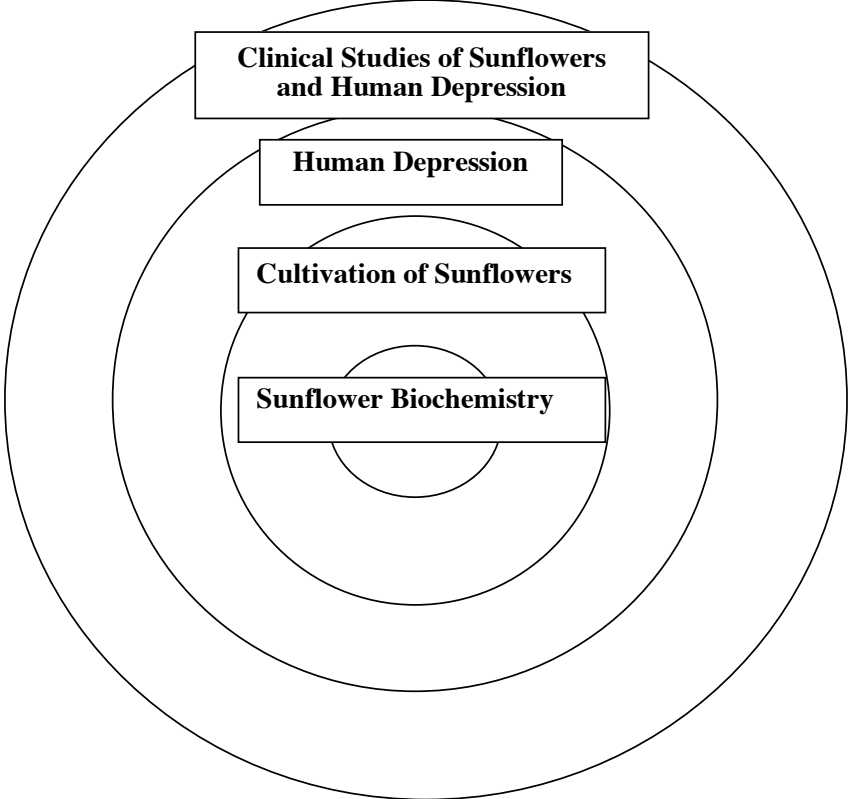 Clinical Studies of Sunflowers
and Human Depression
Human Depression
Cultivation of Sunflowers
Sunflower Biochemistry